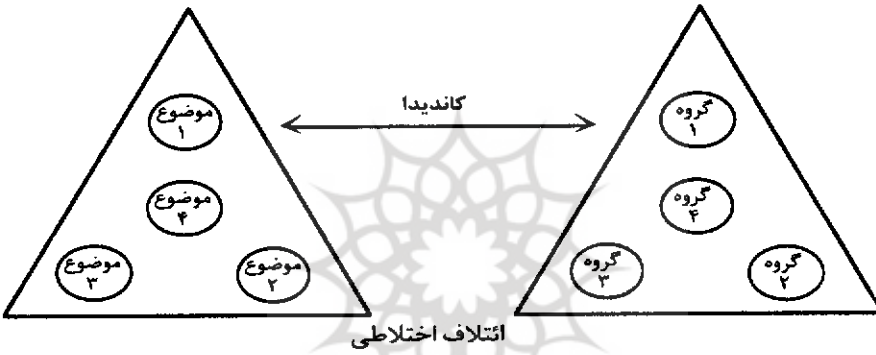 کاندیدا
گروه
۱
گروه
۴
گروه
۳
گروه
۲
موضوع
۱
موضوع
۴
موضوع
۳
موضوع
۲
ائتلاف اختلاطی